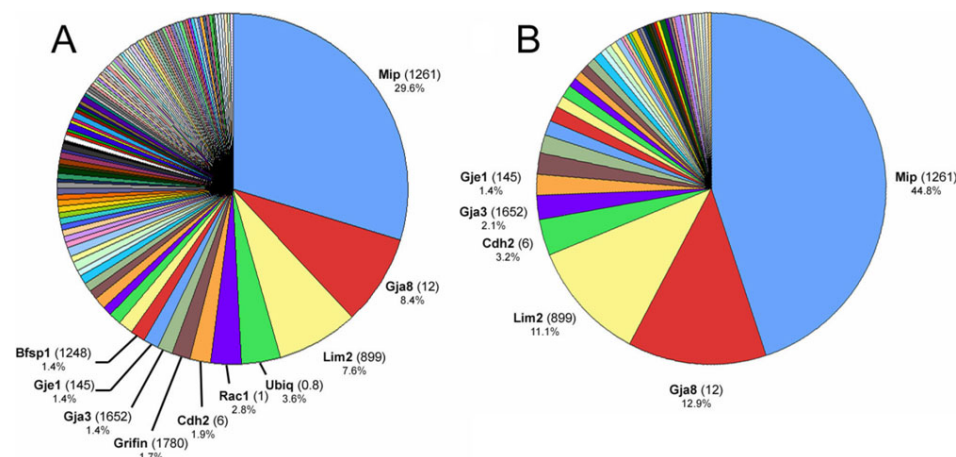 A
Mip (1261)
29.6%
Gja8 (12)
8.4%
Lim2 (899)
7.6%
Ubiq (0.8)
3.6%
Rac1 (1)
2.8%
Cdh2 (6)
1.9%
Grifin (1780)
1.7%
Gja3 (1652)
1.4%
Gje1 (145)
1.4%
Bfsp1 (1248)
1.4%
B
Mip (1261)
44.8%
Gja8 (12)
12.9%
Lim2 (899)
11.1%
Cdh2 (6)
3.2%
Gja3 (1652)
2.1%
Gje1 (145)
1.4%